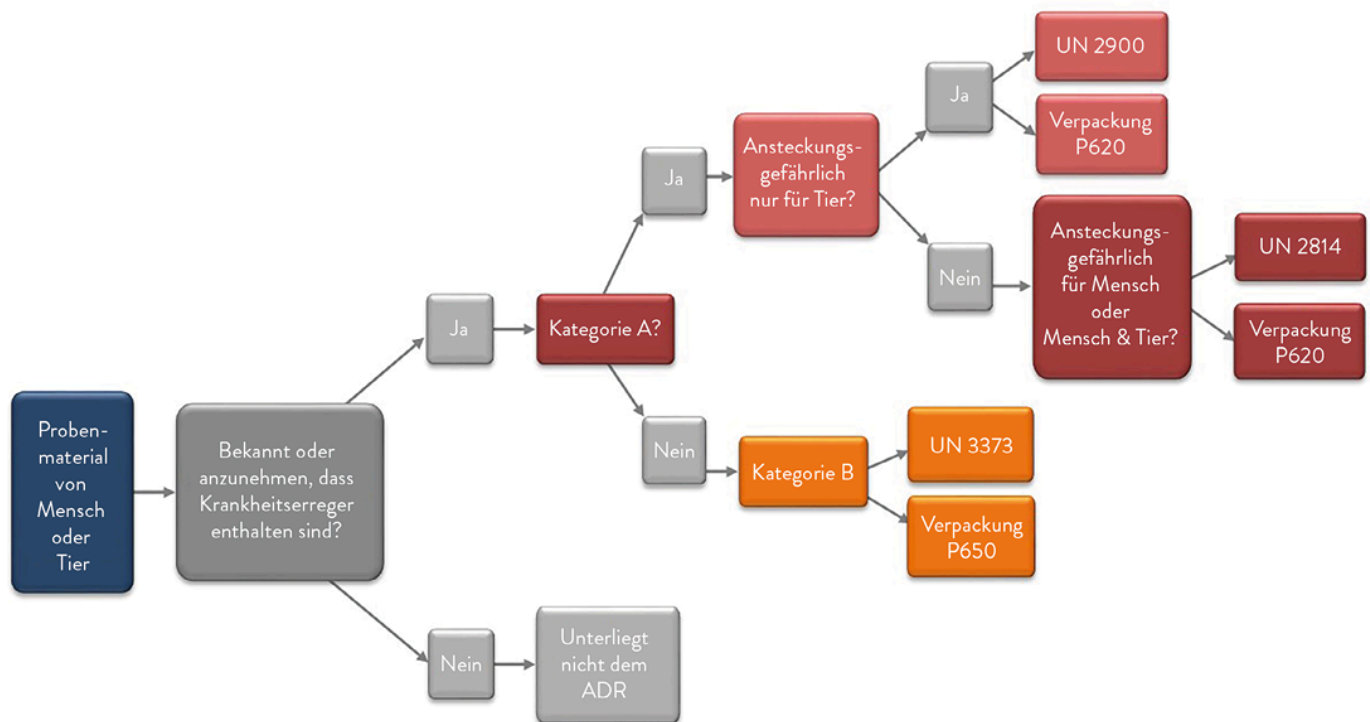 Proben-
material
von
Mensch
oder
Tier
Bekannt oder
anzunehmen, dass
Krankheitserreger
enthalten sind?
Ja
Kategorie A?
Ja
Ansteckungs-
gefährlich
nur für Tier?
Ja
UN 2900
Verpackung
P620
Nein
Ansteckungs-
gefährlich
für Mensch
oder
Mensch & Tier?
UN 2814
Verpackung
P620
Nein
Kategorie B
UN 3373
Verpackung
P650
Nein
Unterliegt
nicht dem
ADR